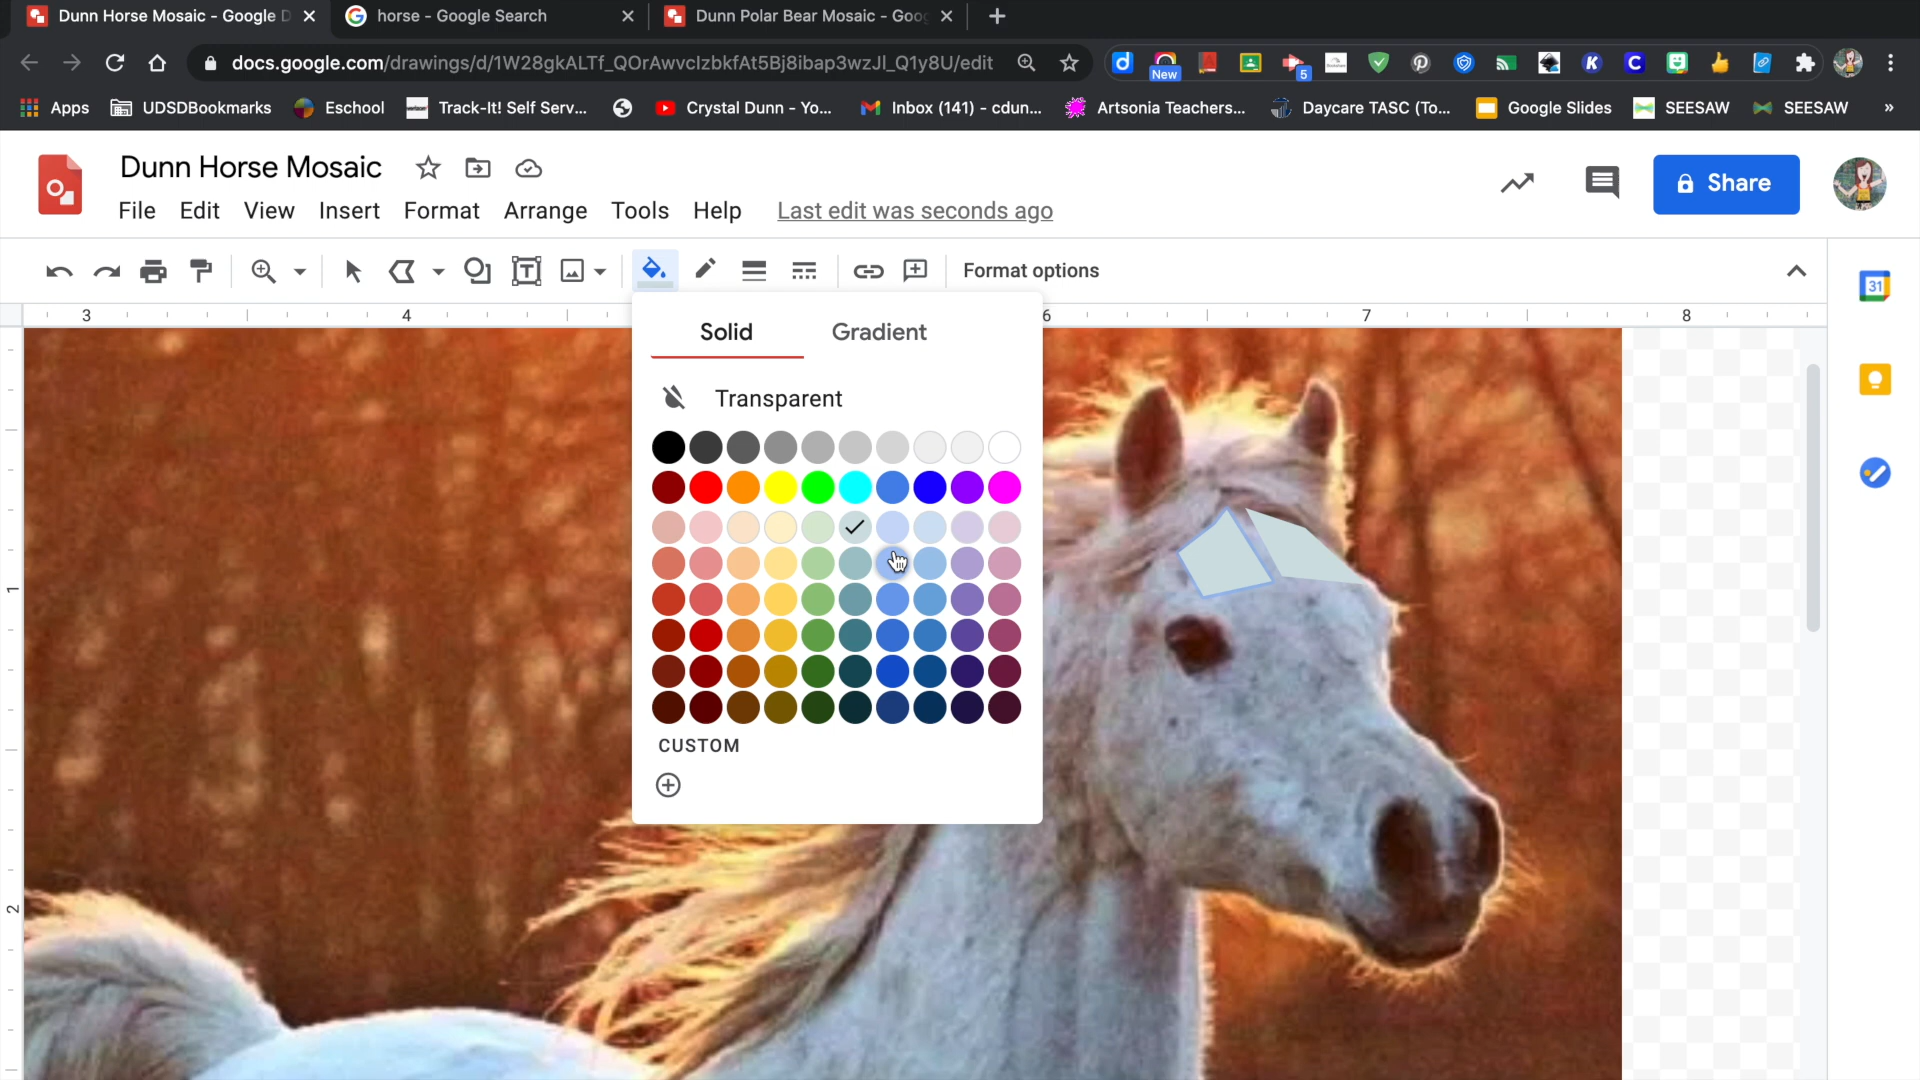 Dunn Horse Mosaic - Google D
horse - Google Search
Dunn Polar Bear Mosaic - Goo
docs.google.com/drawings/d/1W28gkALTf_QOrAwvcIzbkfAt5Bj8ibap3wzJl_Q1y8U/edit
New
5
Apps
UDSDBookmarks
Eschool
Track-It! Self Serv...
Crystal Dunn - Yo...
Inbox (141) - cdun...
Artsonia Teachers...
Daycare TASC (To...
Google Slides
SEESAW
SEESAW
»
Dunn Horse Mosaic
File Edit View Insert Format Arrange Tools Help Last edit was seconds ago
Share
Format options
31
3 4 6 7 8
Solid Gradient
Transparent
1
CUSTOM
2